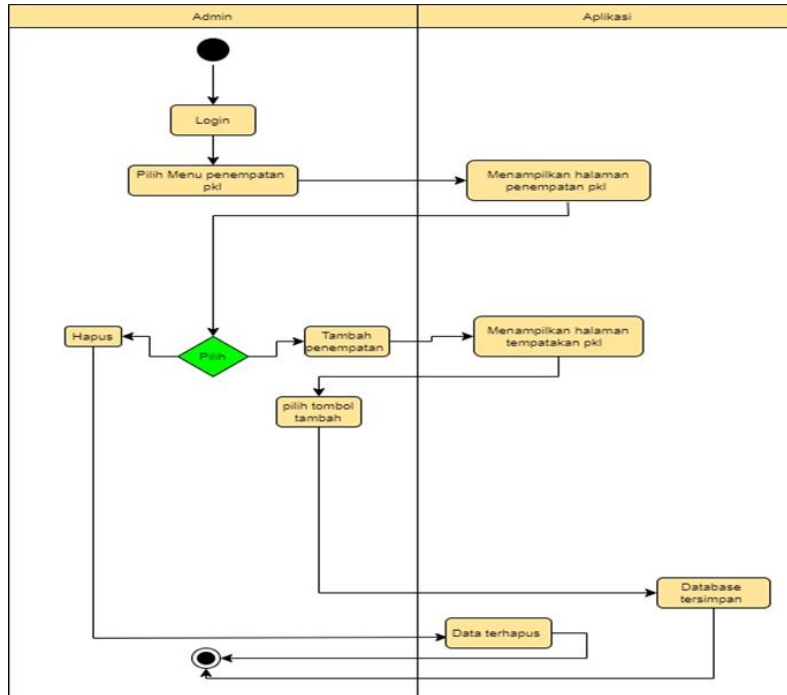 Admin
Aplikasi
Login
Pilih Menu penempatan
pkl
Menampilkan halaman
penempatan pkl
Hapus
Pilih
Tambah
penempatan
Menampilkan halaman
tempatakan pkl
pilih tombol
tambah
Database
tersimpan
Data terhapus